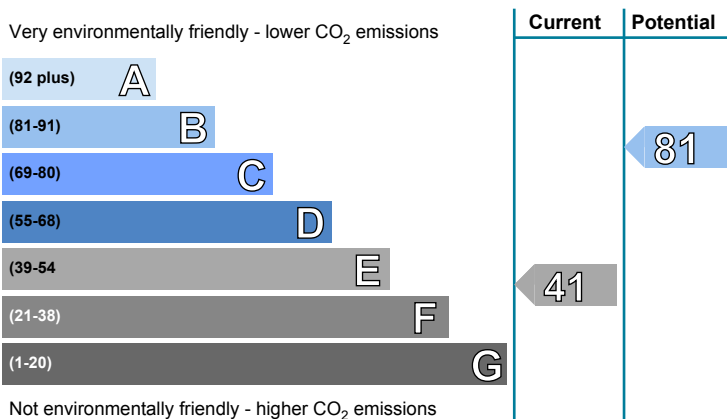 Current Potential
Very environmentally friendly - lower CO2 emissions
(92 plus) A
(81-91) B
81
(69-80) C
(55-68) D
(39-54 E
41
(21-38) F
(1-20) G
Not environmentally friendly - higher CO2 emissions